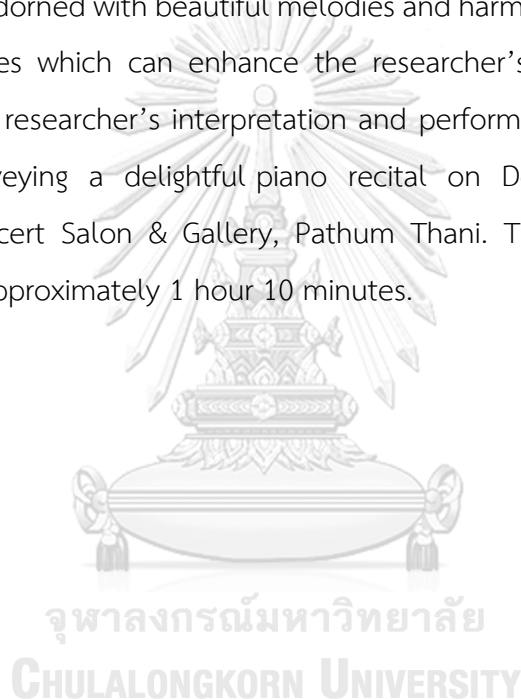 dorned with beautiful melodies and harm
es which can enhance the researcher's
researcher's interpretation and perform
veying a delightful piano recital on D
cert Salon & Gallery, Pathum Thani. T
pproximately 1 hour 10 minutes.
จุฬาลงกรณ์มหาวิทยาลัย
CHULALONGKORN UNIVERSITY